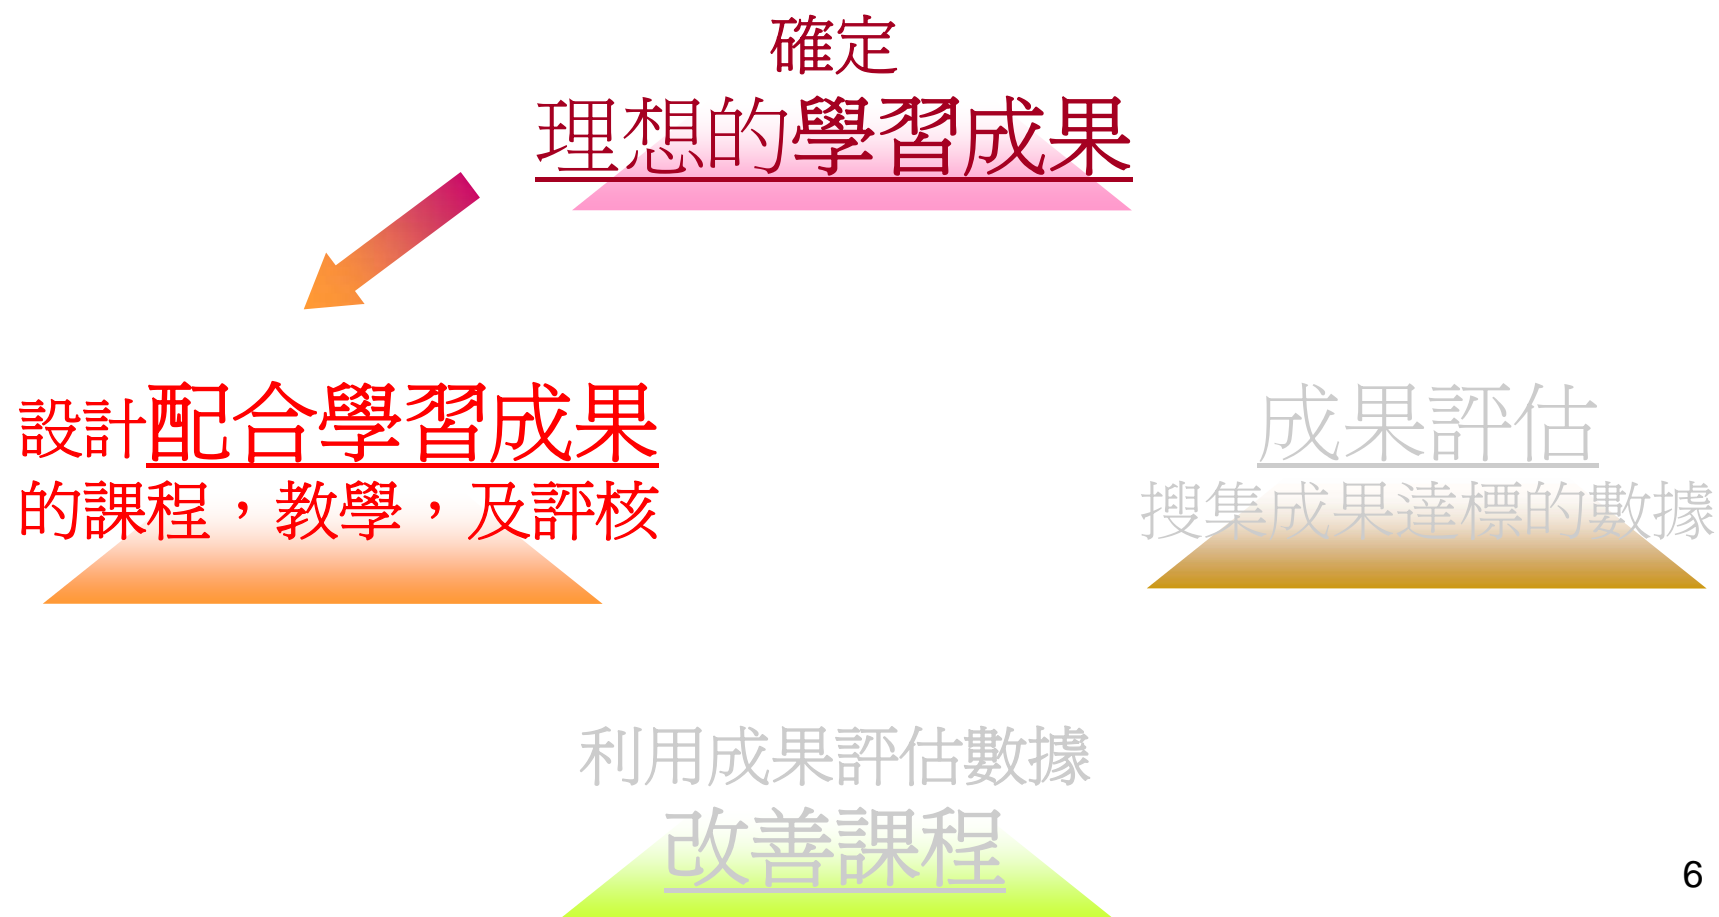 確定
理想的學習成果
設計配合學習成果
的課程，教學，及評核
成果評估
搜集成果達標的數據
利用成果評估數據
改善課程
6